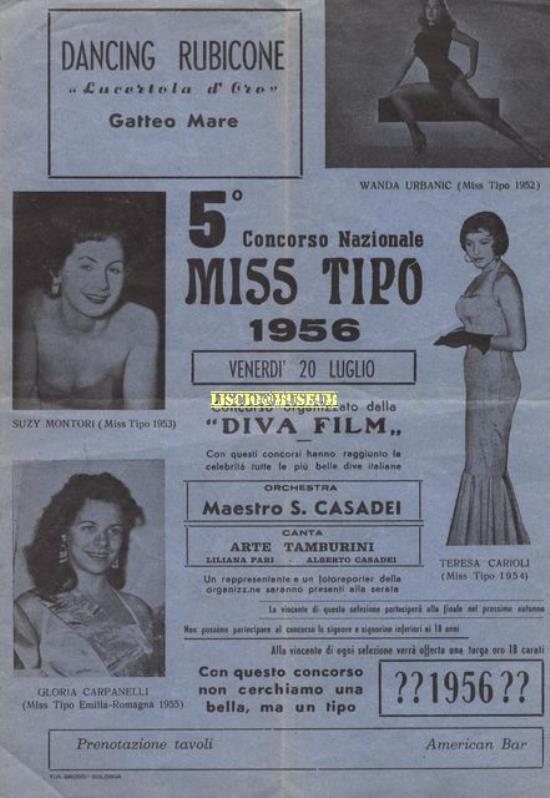 DANCING RUBICONE
"Lucertola d' Oro"
Gatteo Mare
WANDA URBANIC (Miss Tipo 1952)
5° Concorso Nazionale
MISS TIPO
1956
VENERDI' 20 LUGLIO
LISCIO@MUSEUM
Concorso organizzato dalla
"DIVA FILM„
Con questi concorsi hanno raggiunto la
celebrità tutte le più belle dive italiane
SUZY MONTORI (Miss Tipo 1953)
ORCHESTRA
Maestro S. CASADEI
CANTA
ARTE TAMBURINI
LILIANA PARI - ALBERTO CASADEI
TERESA CARIOLI
(Miss Tipo 1954)
Un rappresentante e un fotoreporter della
organizz.ne saranno presenti alla serata
La vincente di questa selezione parteciperà alla finale nel prossimo autunno
Non possono partecipare al concorso le signore e signorine inferiori ai 18 anni
Alla vincente di ogni selezione verrà offerta una targa oro 18 carati
GLORIA CARPANELLI
(Miss Tipo Emilia-Romagna 1955)
Con questo concorso
non cerchiamo una
bella, ma un tipo
??1956??
Prenotazione tavoli
American Bar